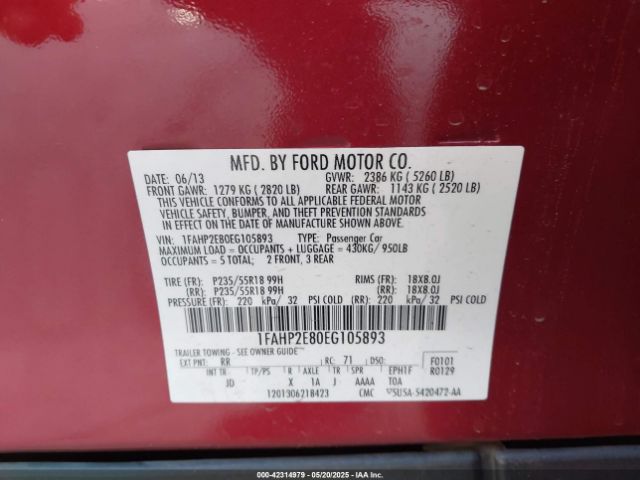 MFD. BY FORD MOTOR CO.
06/13 GVWR: 2386 KG ( 5260 LB)
FRONT GAWR: 1279 KG ( 2820 LB) REAR GAWR: 1143 KG ( 2520 LB)
THIS VEHICLE CONFORMS TO ALL APPLICABLE FEDERAL MOTOR
VEHICLE SAFETY, BUMPER, AND THEFT PREVENTION STANDARDS
IN EFFECT ON THE DATE OF MANUFACTURE SHOWN ABOVE.
VIN: 1FAHP2E80EG105893 TYPE: Passenger Car
MAXIMUM LOAD = OCCUPANTS + LUGGAGE = 430KG/950LB
OCCUPANTS = 5 TOTAL; 2 FRONT, 3 REAR
TIRE (FR): P235/55R18 99H RIMS (FR): 18X8.0J
(RR): P235/55R18 99H (RR): 18X8.0J
PRESSURE (FR): 220 kPa/ 32 PSI COLD (RR): 220 kPa/ 32 PSI COLD
1FAHP2E80EG105893
TRAILER TOWING - SEE OWNER GUIDE
EXT PNT: RR RC: 71 DSO: F0101
INT TR TP/PS R AXLE TR SPR EPH1F R0129
JD X 1A J AAAA TOA
1201306218423 CMC 5U5A-5420472-AA
000-42314979 — 05/20/2025 — IAAI.COM